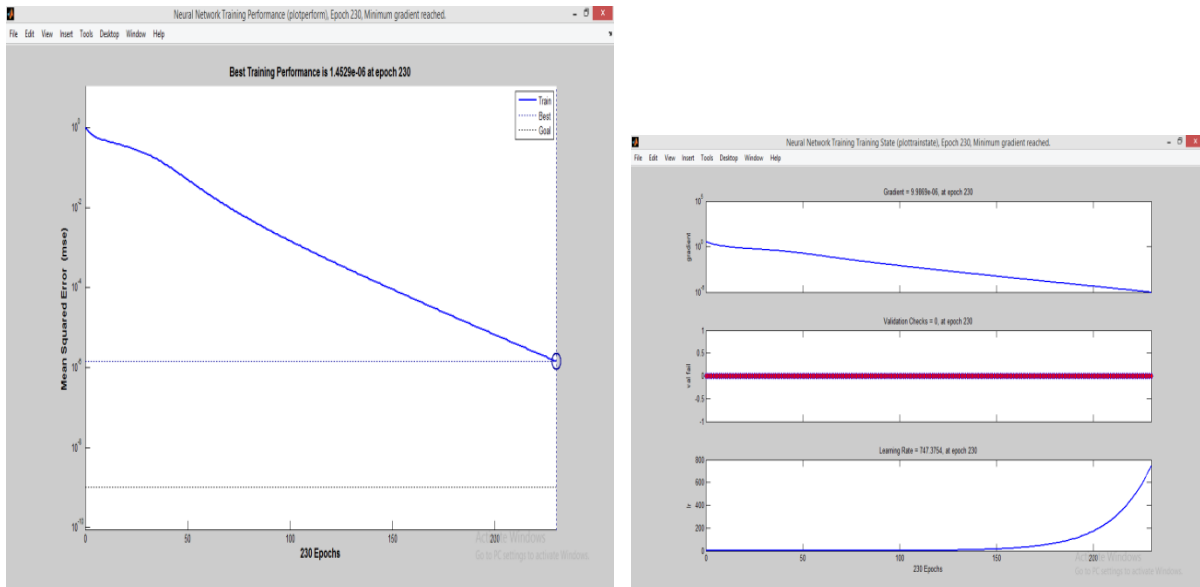 Neural Network Training Performance (plotperform), Epoch 230, Minimum gradient reached.
File Edit View Insert Tools Desktop Window Help
Best Training Performance is 1.4529e-06 at epoch 230
Train
Best
Goal
Mean Squared Error (mse)
10^0
10^-2
10^-4
10^-6
10^-8
10^-10
0 50 100 150 200
230 Epochs
Activate Windows
Go to PC settings to activate Windows.
Neural Network Training Training State (plottrainstate), Epoch 230, Minimum gradient reached.
File Edit View Insert Tools Desktop Window Help
Gradient = 9.9869e-06, at epoch 230
gradient
10^5
10^0
10^-5
Validation Checks = 0, at epoch 230
val fail
1
0.5
0
-0.5
-1
Learning Rate = 747.3754, at epoch 230
lr
800
600
400
200
0
0 50 100 150 200
230 Epochs
Activate Windows
Go to PC settings to activate Windows.